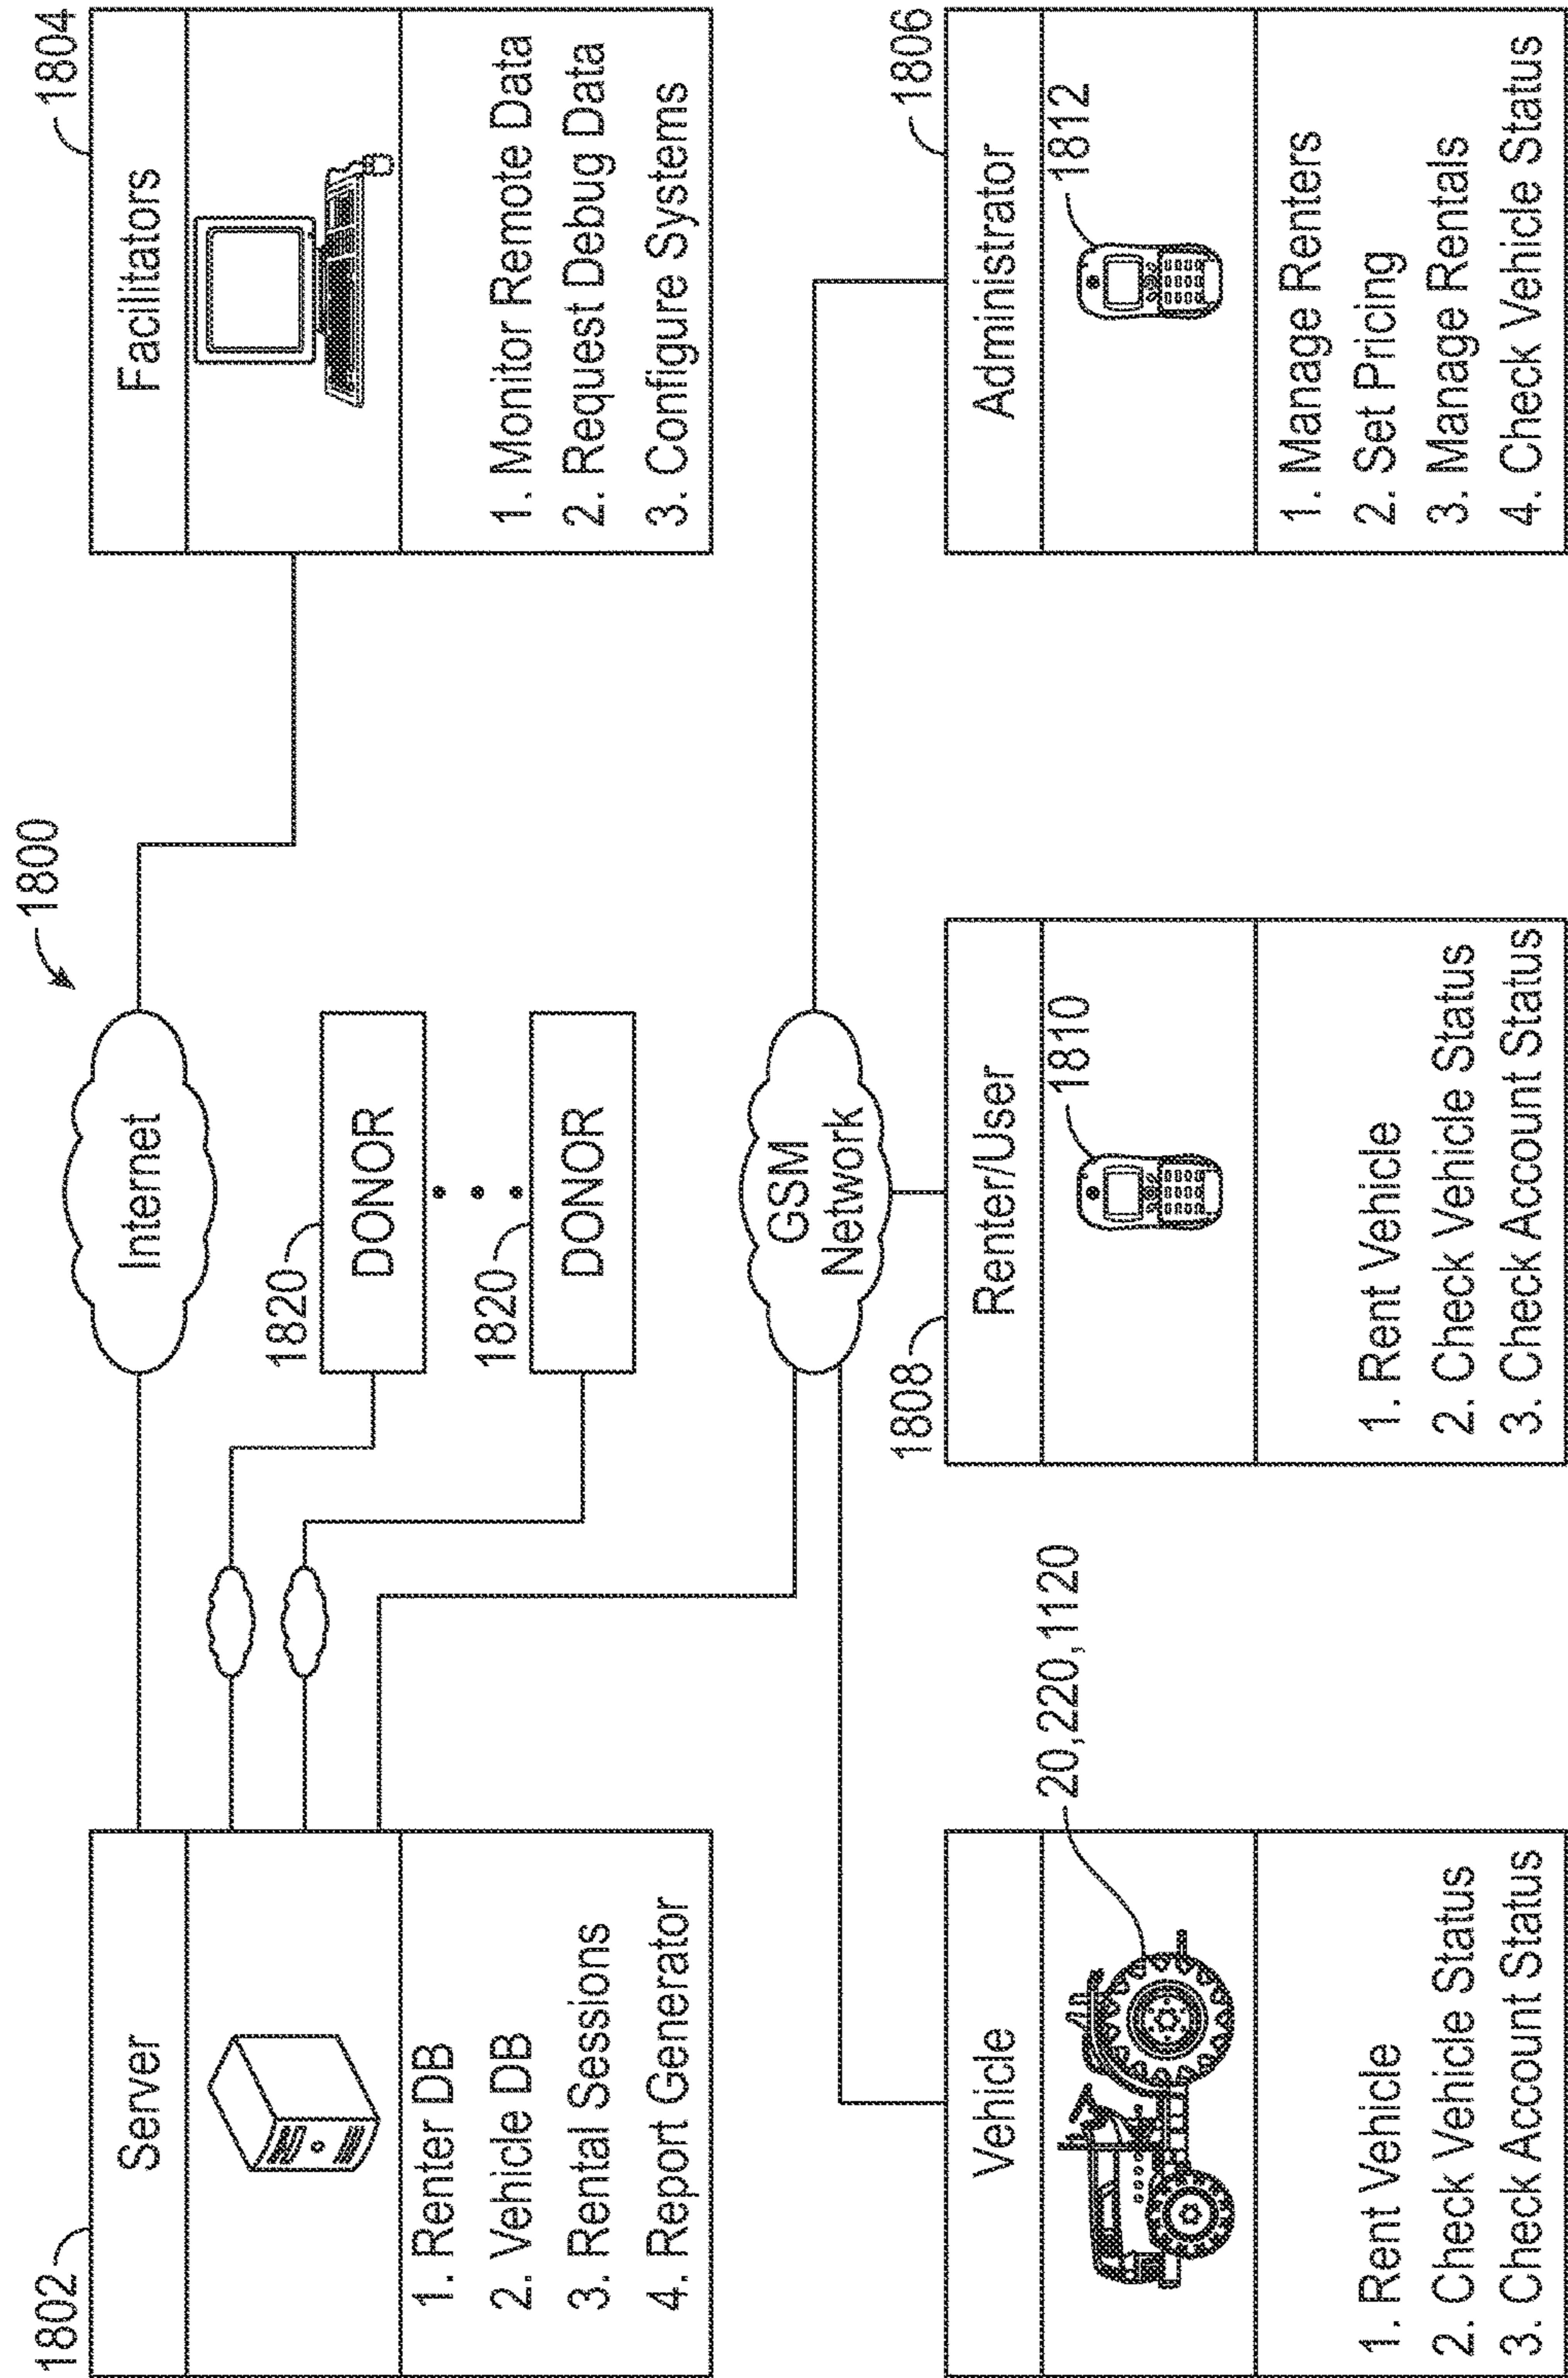 1800
1802
Server
1. Renter DB
2. Vehicle DB
3. Rental Sessions
4. Report Generator
Internet
1820
DONOR
1820
DONOR
1804
Facilitators
1. Monitor Remote Data
2. Request Debug Data
3. Configure Systems
GSM
Network
Vehicle
20,220,1120
1. Rent Vehicle
2. Check Vehicle Status
3. Check Account Status
1808
Renter/User
1810
1. Rent Vehicle
2. Check Vehicle Status
3. Check Account Status
1806
Administrator
1812
1. Manage Renters
2. Set Pricing
3. Manage Rentals
4. Check Vehicle Status